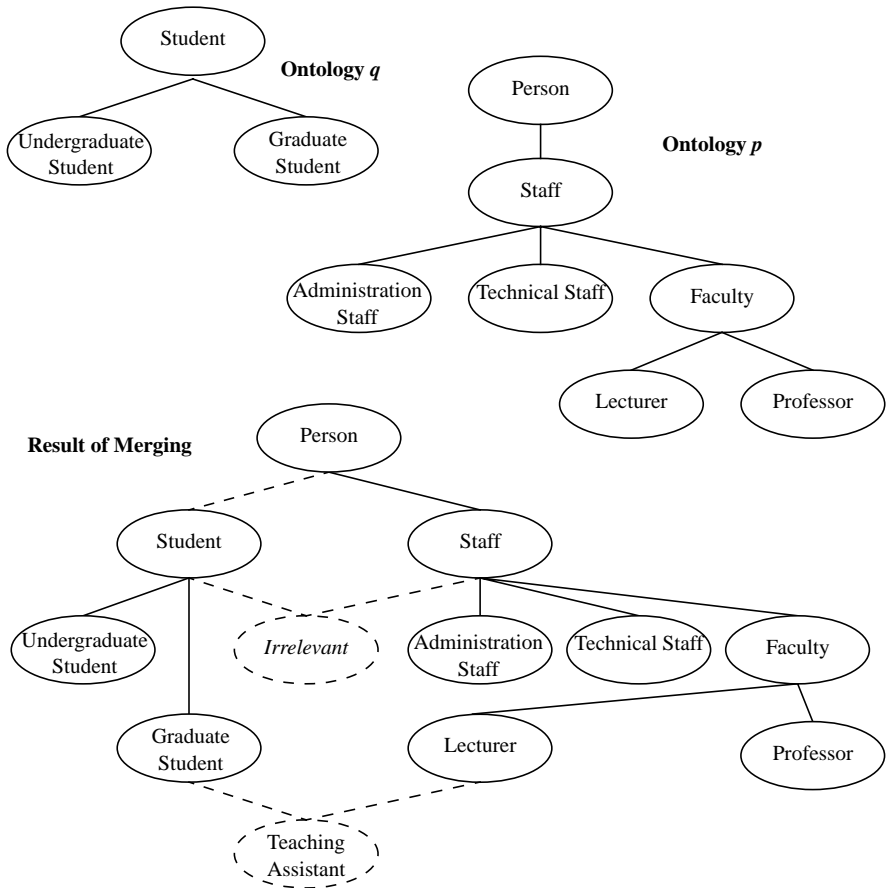 Student
Ontology q
Undergraduate
Student
Graduate
Student
Person
Ontology p
Staff
Administration
Staff
Technical Staff
Faculty
Lecturer
Professor
Result of Merging
Person
Student
Staff
Undergraduate
Student
Irrelevant
Administration
Staff
Technical Staff
Faculty
Graduate
Student
Lecturer
Professor
Teaching
Assistant